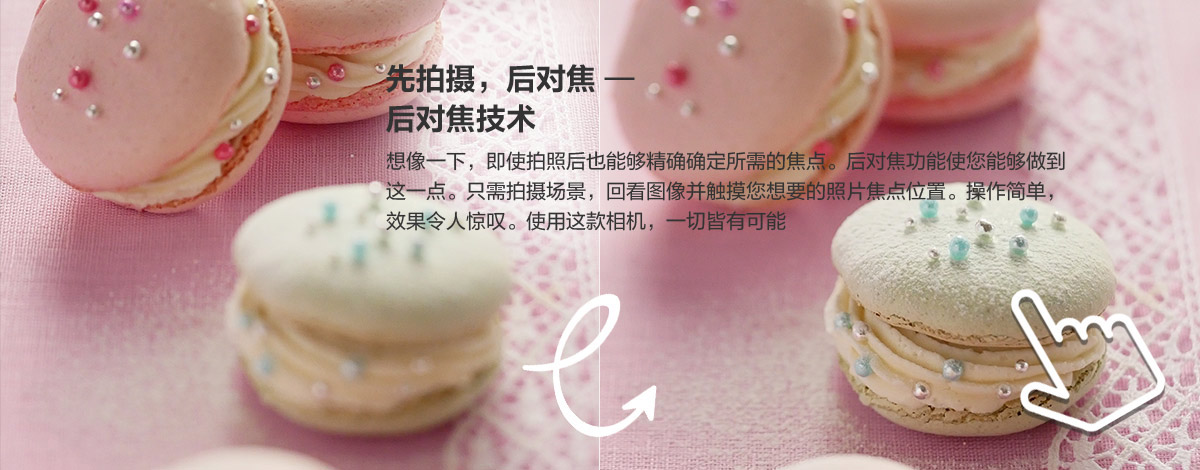 先拍摄，后对焦 —
后对焦技术
想像一下，即使拍照后也能够精确确定所需的焦点。后对焦功能使您能够做到
这一点。只需拍摄场景，回看图像并触摸您想要的照片焦点位置。操作简单，
效果令人惊叹。使用这款相机，一切皆有可能